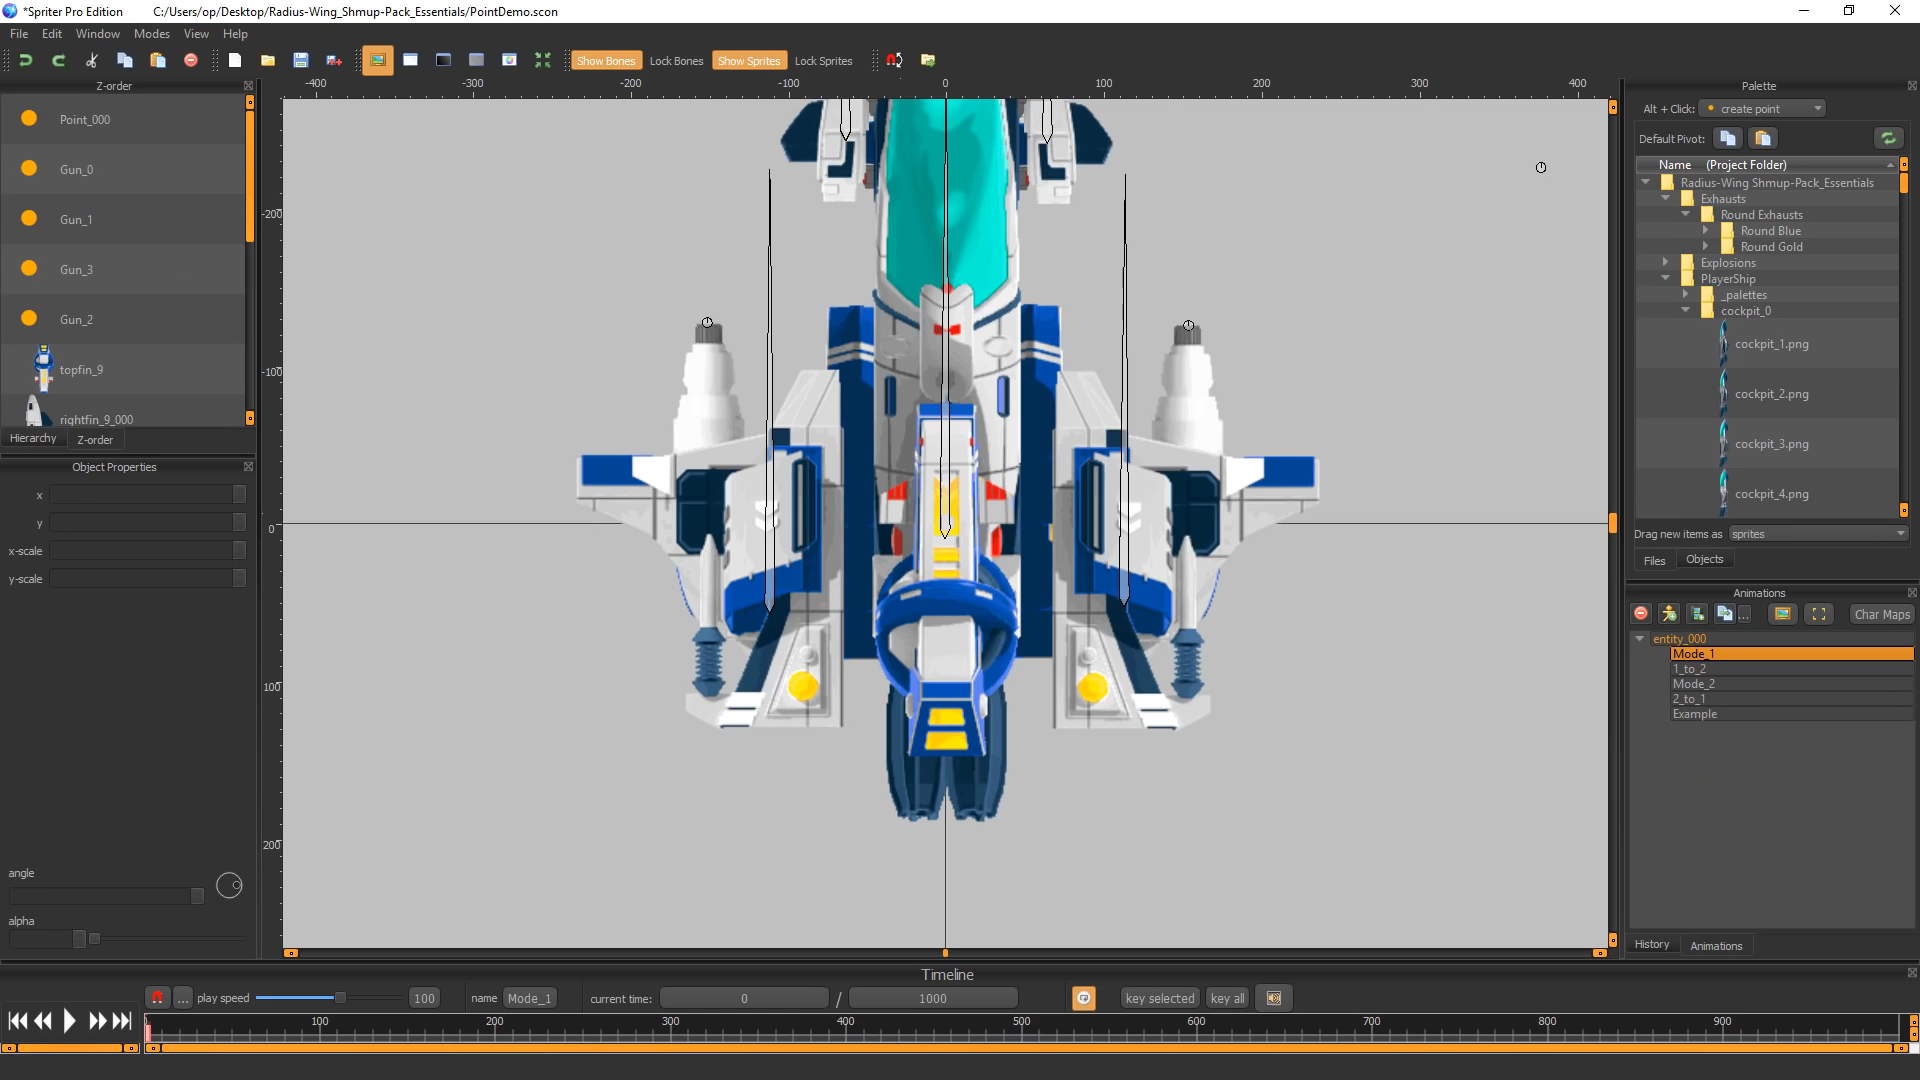 *Spriter Pro Edition C:/Users/op/Desktop/Radius-Wing_Shmup-Pack_Essentials/PointDemo.scon
File Edit Window Modes View Help
Show Bones Lock Bones Show Sprites Lock Sprites
Z-order
Point_000
Gun_0
Gun_1
Gun_3
Gun_2
topfin_9
rightfin_9_000
Hierarchy Z-order
Object Properties
x
y
x-scale
y-scale
angle
alpha
-400 -300 -200 -100 0 100 200 300 400
-200
-100
0
100
200
Palette
Alt + Click: create point
Default Pivot:
Name (Project Folder)
Radius-Wing Shmup-Pack_Essentials
Exhausts
Round Exhausts
Round Blue
Round Gold
Explosions
PlayerShip
_palettes
cockpit_0
cockpit_1.png
cockpit_2.png
cockpit_3.png
cockpit_4.png
Drag new items as sprites
Files Objects
Animations
... Char Maps
entity_000
Mode_1
1_to_2
Mode_2
2_to_1
Example
History Animations
Timeline
... play speed 100 name Mode_1 current time: 0 / 1000 key selected key all
100 200 300 400 500 600 700 800 900